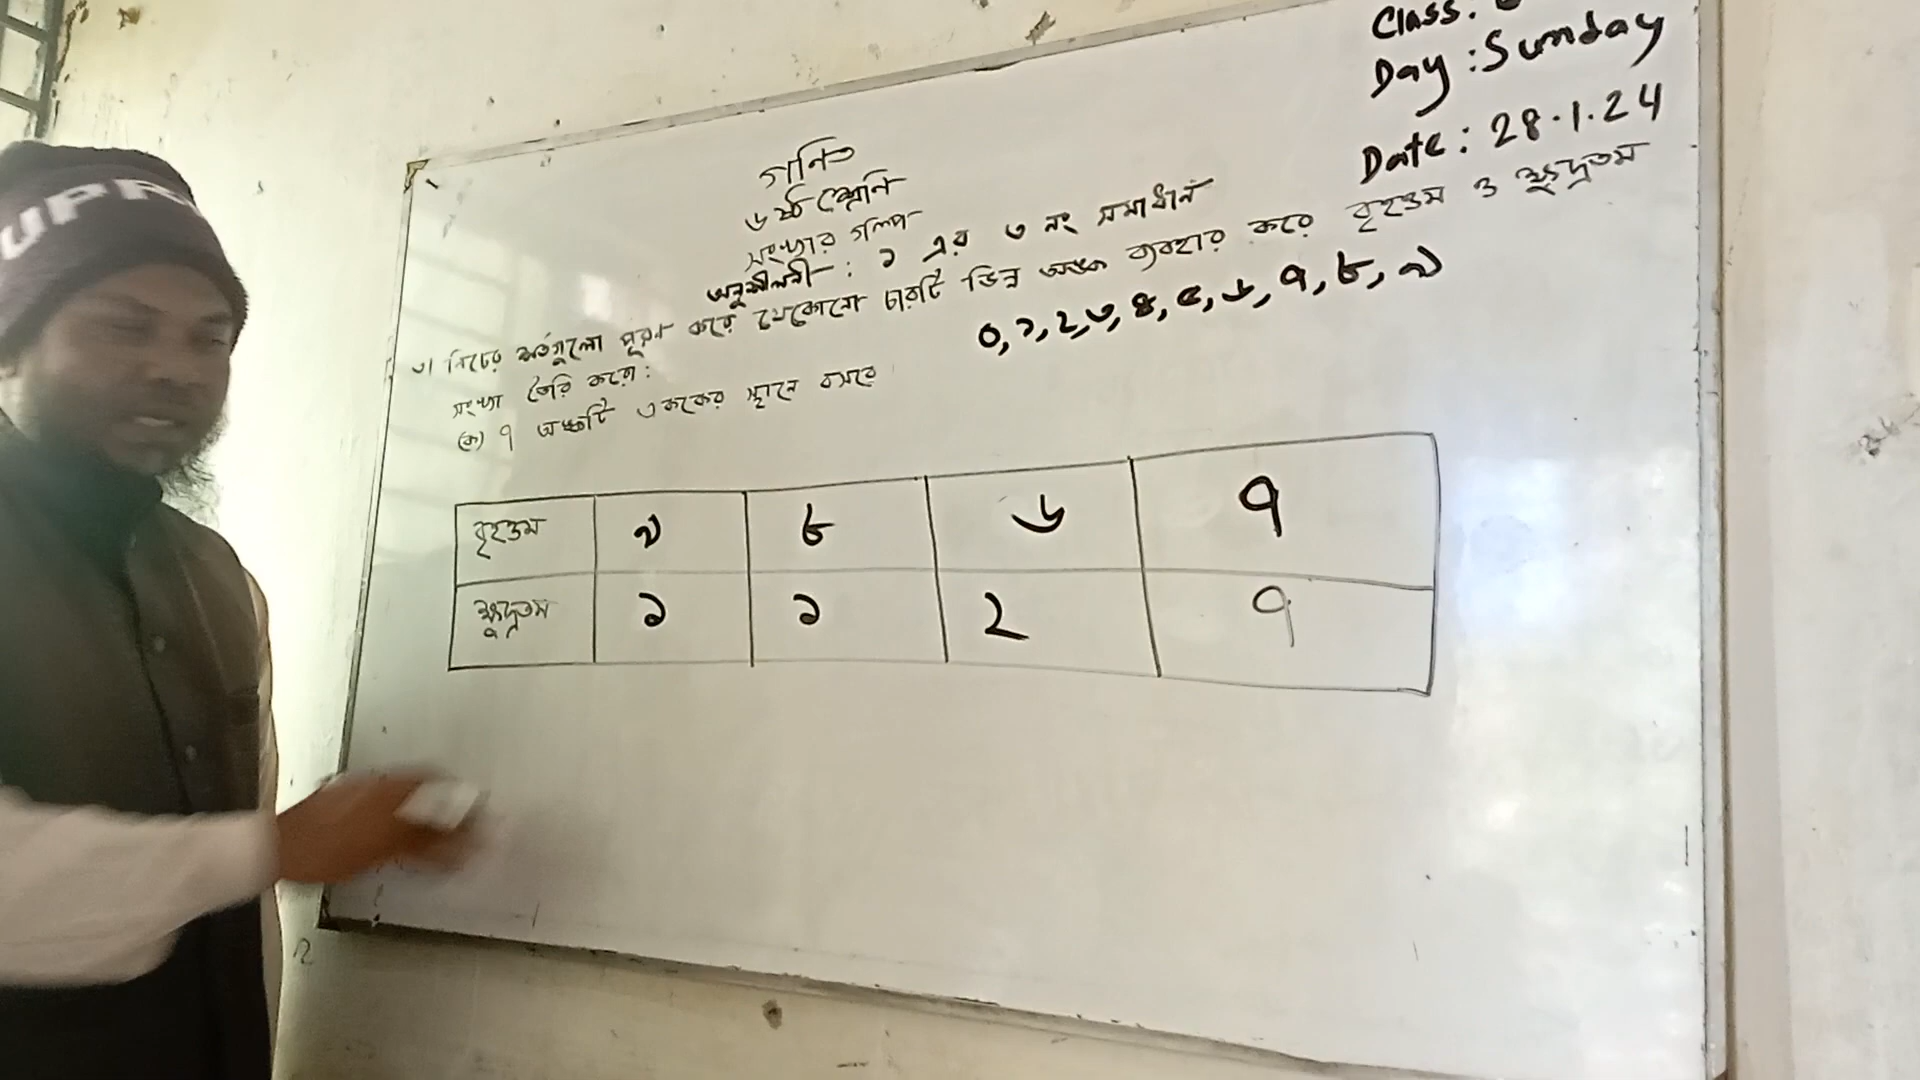 Class:
Day : Sunday
Date : 28.1.24
গনিত
৬ষ্ঠ শ্রেনি
সংখ্যার গল্প
অনুশীলনী : ১ এর ৩ নং সমাধান
৩। নিচের শর্তগুলো পূরণ করে যেকোনো চারটি ভিন্ন অঙ্ক ব্যবহার করে বৃহত্তম ও ক্ষুদ্রতম
সংখ্যা তৈরি করো :
০, ১, ২, ৩, ৪, ৫, ৬, ৭, ৮, ৯
(ক) ৭ অঙ্কটি এককের স্থানে বসবে
বৃহত্তম ৯ ৮ ৬ ৭
ক্ষুদ্রতম ১ ১ ২ ৭
UPP